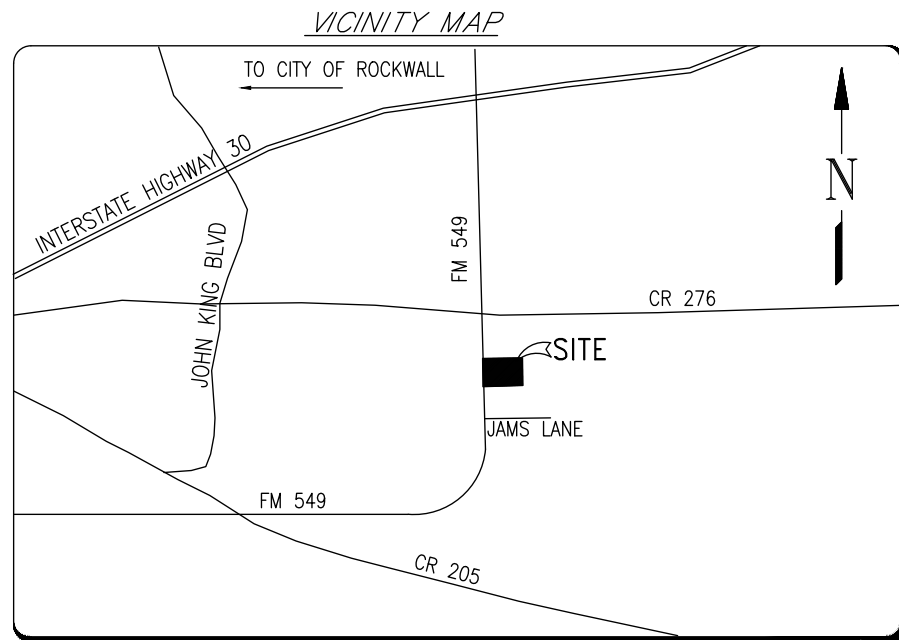 VICINITY MAP
TO CITY OF ROCKWALL
INTERSTATE HIGHWAY 30
N
JOHN KING BLVD
FM 549
CR 276
SITE
JAMS LANE
FM 549
CR 205